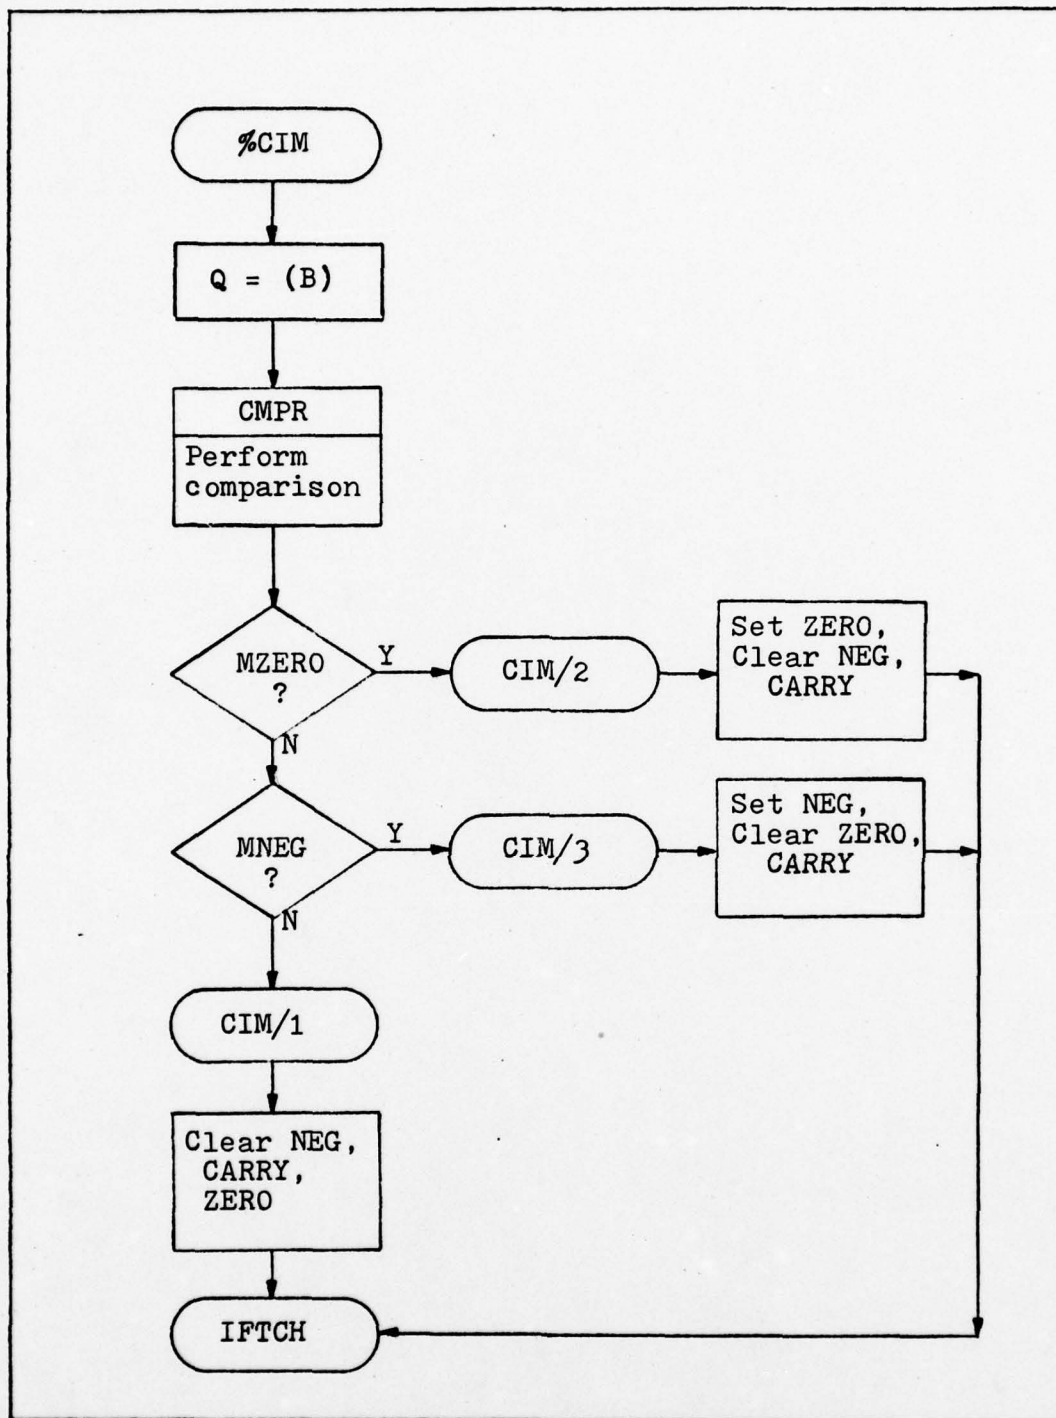 %CIM
Q = (B)
CMPR
Perform
comparison
MZERO
?
Y
N
CIM/2
Set ZERO,
Clear NEG,
CARRY
MNEG
?
Y
N
CIM/3
Set NEG,
Clear ZERO,
CARRY
CIM/1
Clear NEG,
CARRY,
ZERO
IFTCH